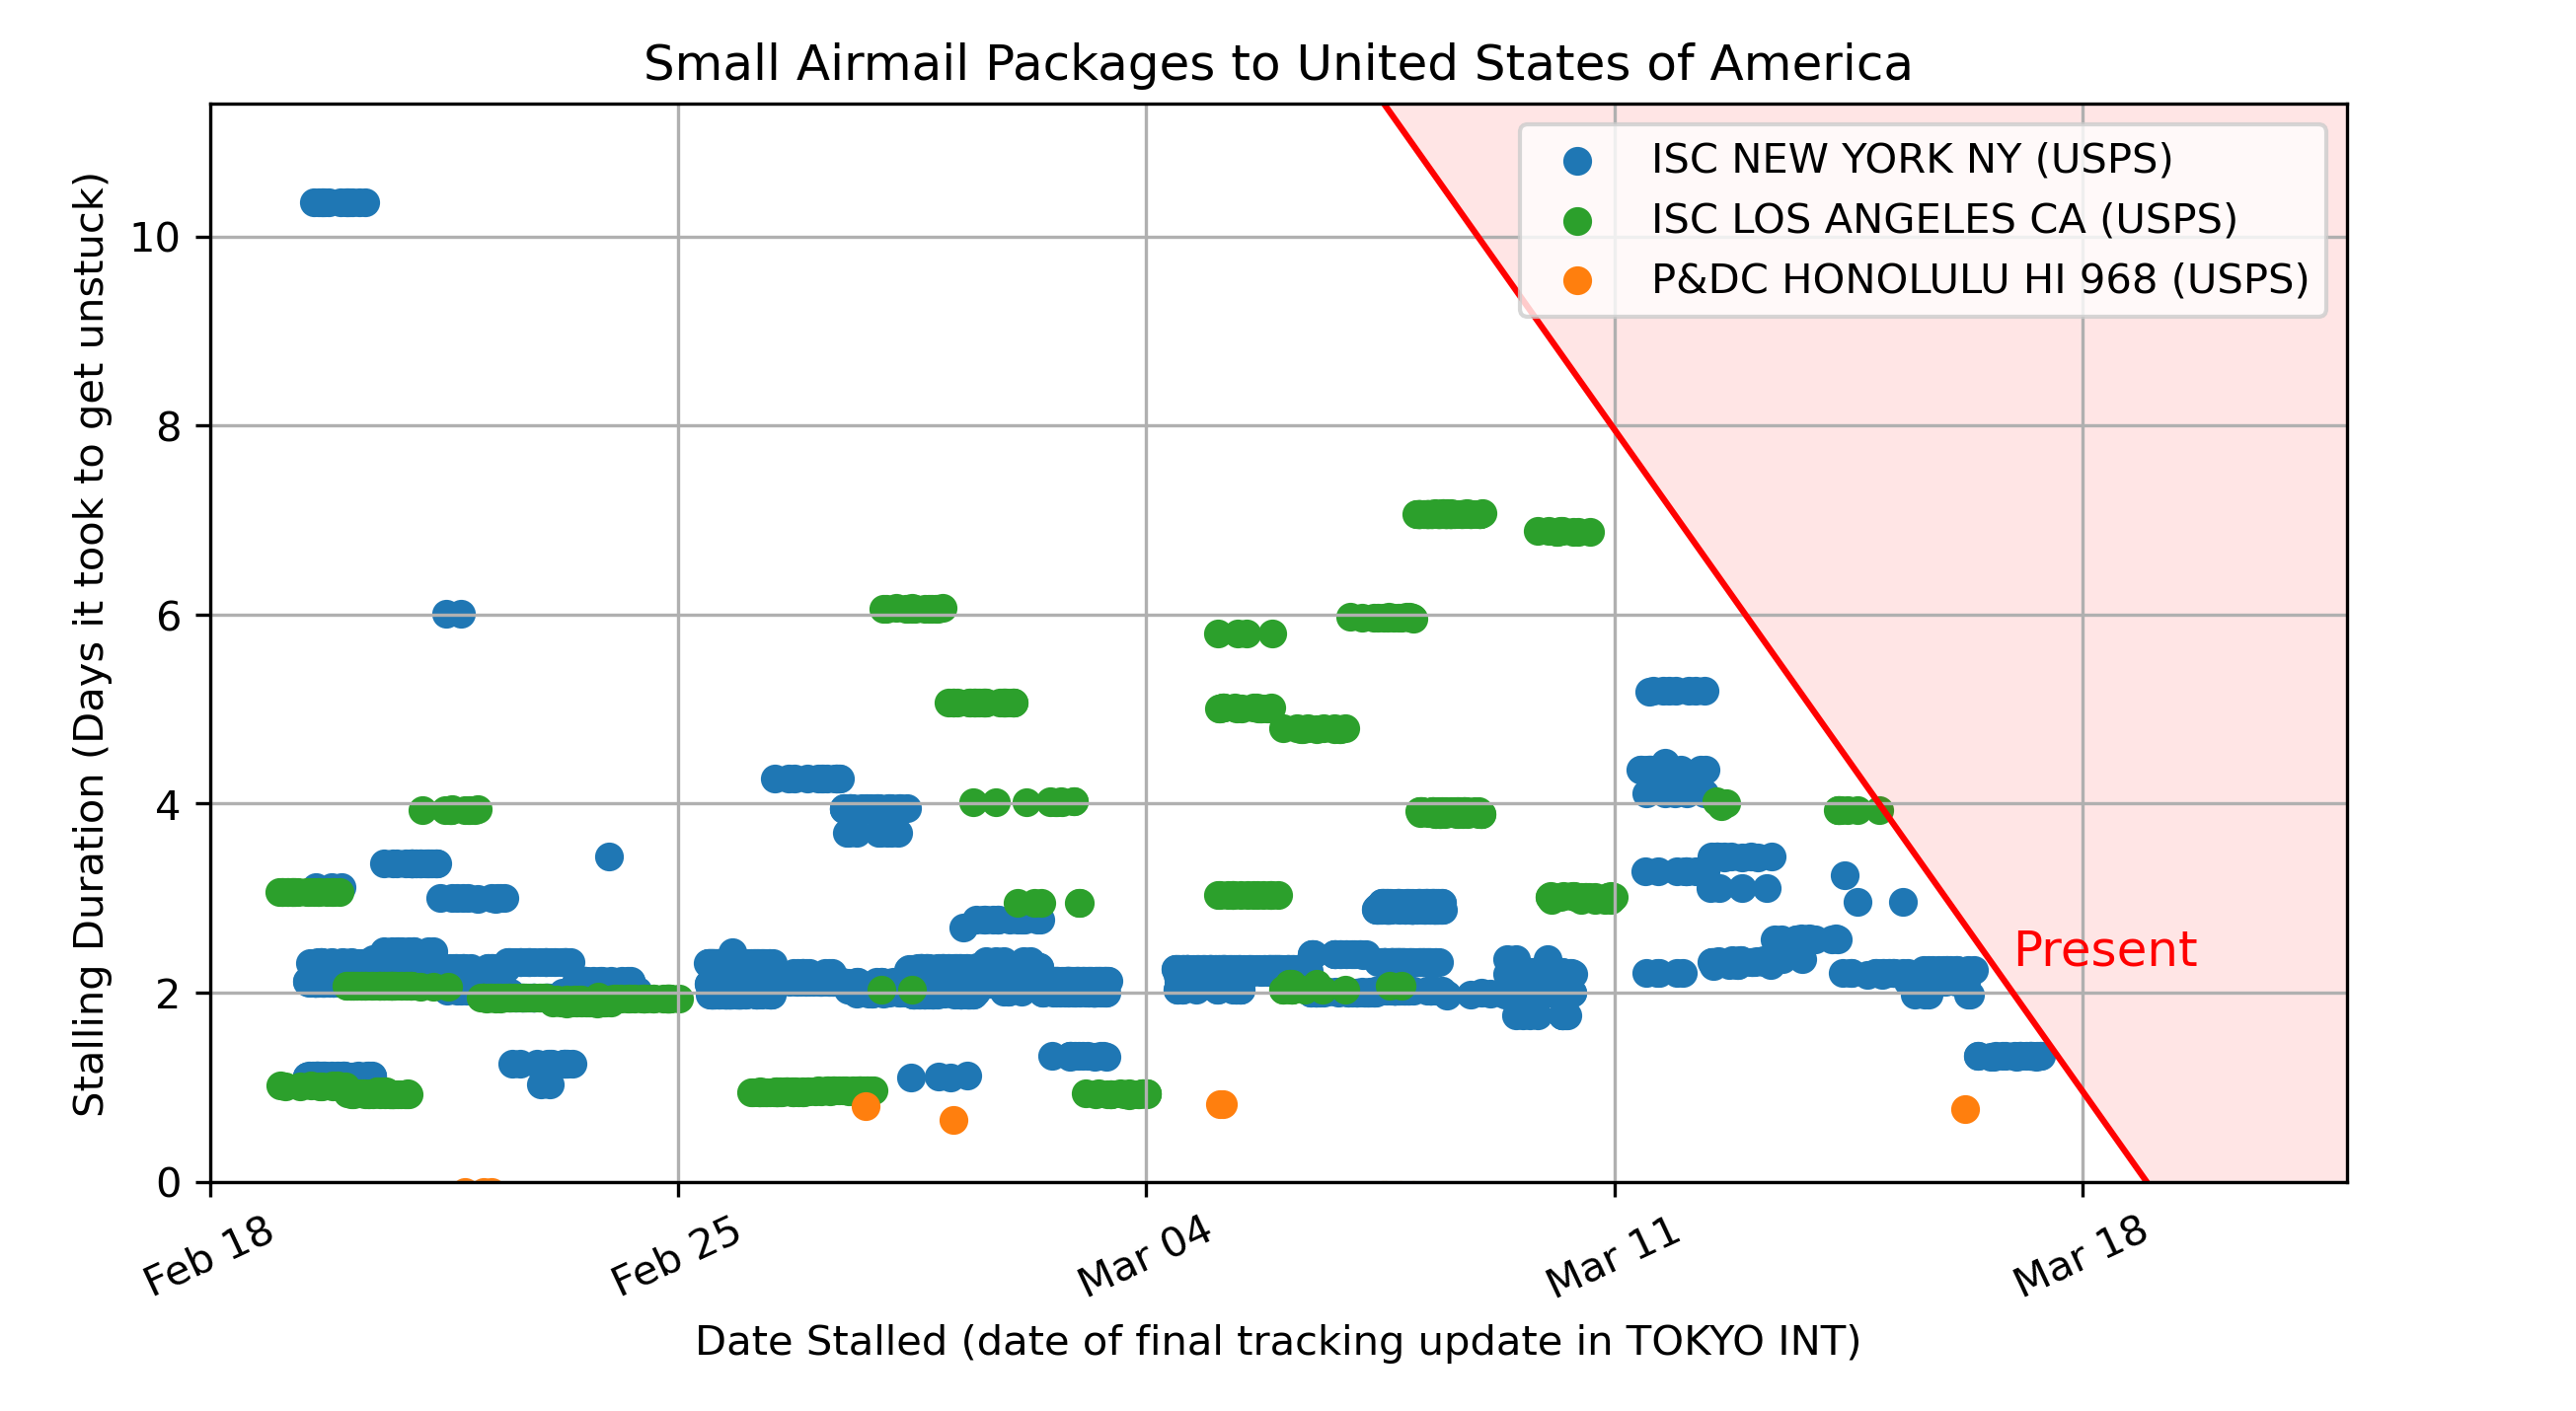 Small Airmail Packages to United States of America
ISC NEW YORK NY (USPS)
ISC LOS ANGELES CA (USPS)
P&DC HONOLULU HI 968 (USPS)
Stalling Duration (Days it took to get unstuck)
10
8
6
4
2
0
Present
Feb 18
Feb 25
Mar 04
Mar 11
Mar 18
Date Stalled (date of final tracking update in TOKYO INT)